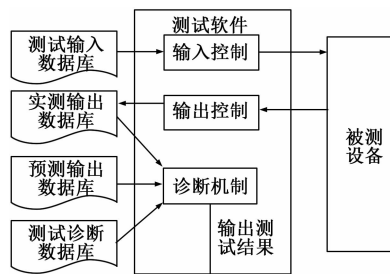 测试软件
测试输入
数据库
输入控制
实测输出
数据库
输出控制
被测
设备
预测输出
数据库
诊断机制
测试诊断
数据库
输出测
试结果